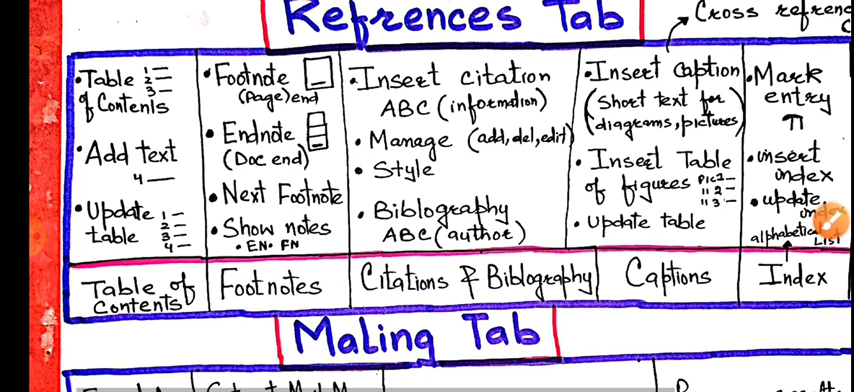 Refrences Tab
Cross refrenc
• Table 1 —
2 —
3 —
of Contents
• Add Text
4 —
• Update 1 —
table 2 —
3 —
4 —
• Footnote
(Page) end
• Endnote
(Doc end)
• Next Footnote
• Show notes
• EN • FN
• Insert citation
ABC (information)
• Manage (add, del, edit)
• Style
• Biblography
ABC (author)
• Insert Caption
(Short text for
diagrams, pictures)
• Insert Table
of figures Pic 1 —
" 2 —
" 3 —
• Update table
• Mark
entry
• insert
index
• update
index
alphabetical
List
Table of
Contents
Footnotes
Citations & Biblography
Captions
Index
Maling Tab